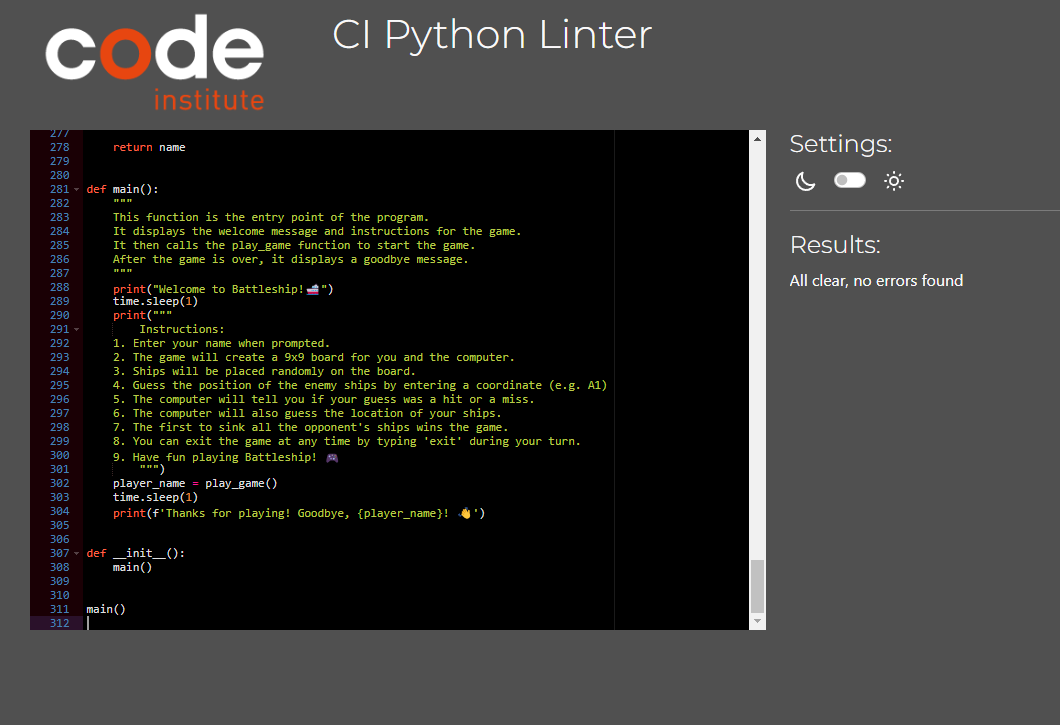 code
institute
CI Python Linter
277
278 return name
279
280
281 def main():
282 """
283 This function is the entry point of the program.
284 It displays the welcome message and instructions for the game.
285 It then calls the play_game function to start the game.
286 After the game is over, it displays a goodbye message.
287 """
288 print("Welcome to Battleship!🚢")
289 time.sleep(1)
290 print("""
291 Instructions:
292 1. Enter your name when prompted.
293 2. The game will create a 9x9 board for you and the computer.
294 3. Ships will be placed randomly on the board.
295 4. Guess the position of the enemy ships by entering a coordinate (e.g. A1)
296 5. The computer will tell you if your guess was a hit or a miss.
297 6. The computer will also guess the location of your ships.
298 7. The first to sink all the opponent's ships wins the game.
299 8. You can exit the game at any time by typing 'exit' during your turn.
300 9. Have fun playing Battleship! 🎮
301 """)
302 player_name = play_game()
303 time.sleep(1)
304 print(f'Thanks for playing! Goodbye, {player_name}! 👋')
305
306
307 def __init__():
308 main()
309
310
311 main()
312
Settings:
Results:
All clear, no errors found